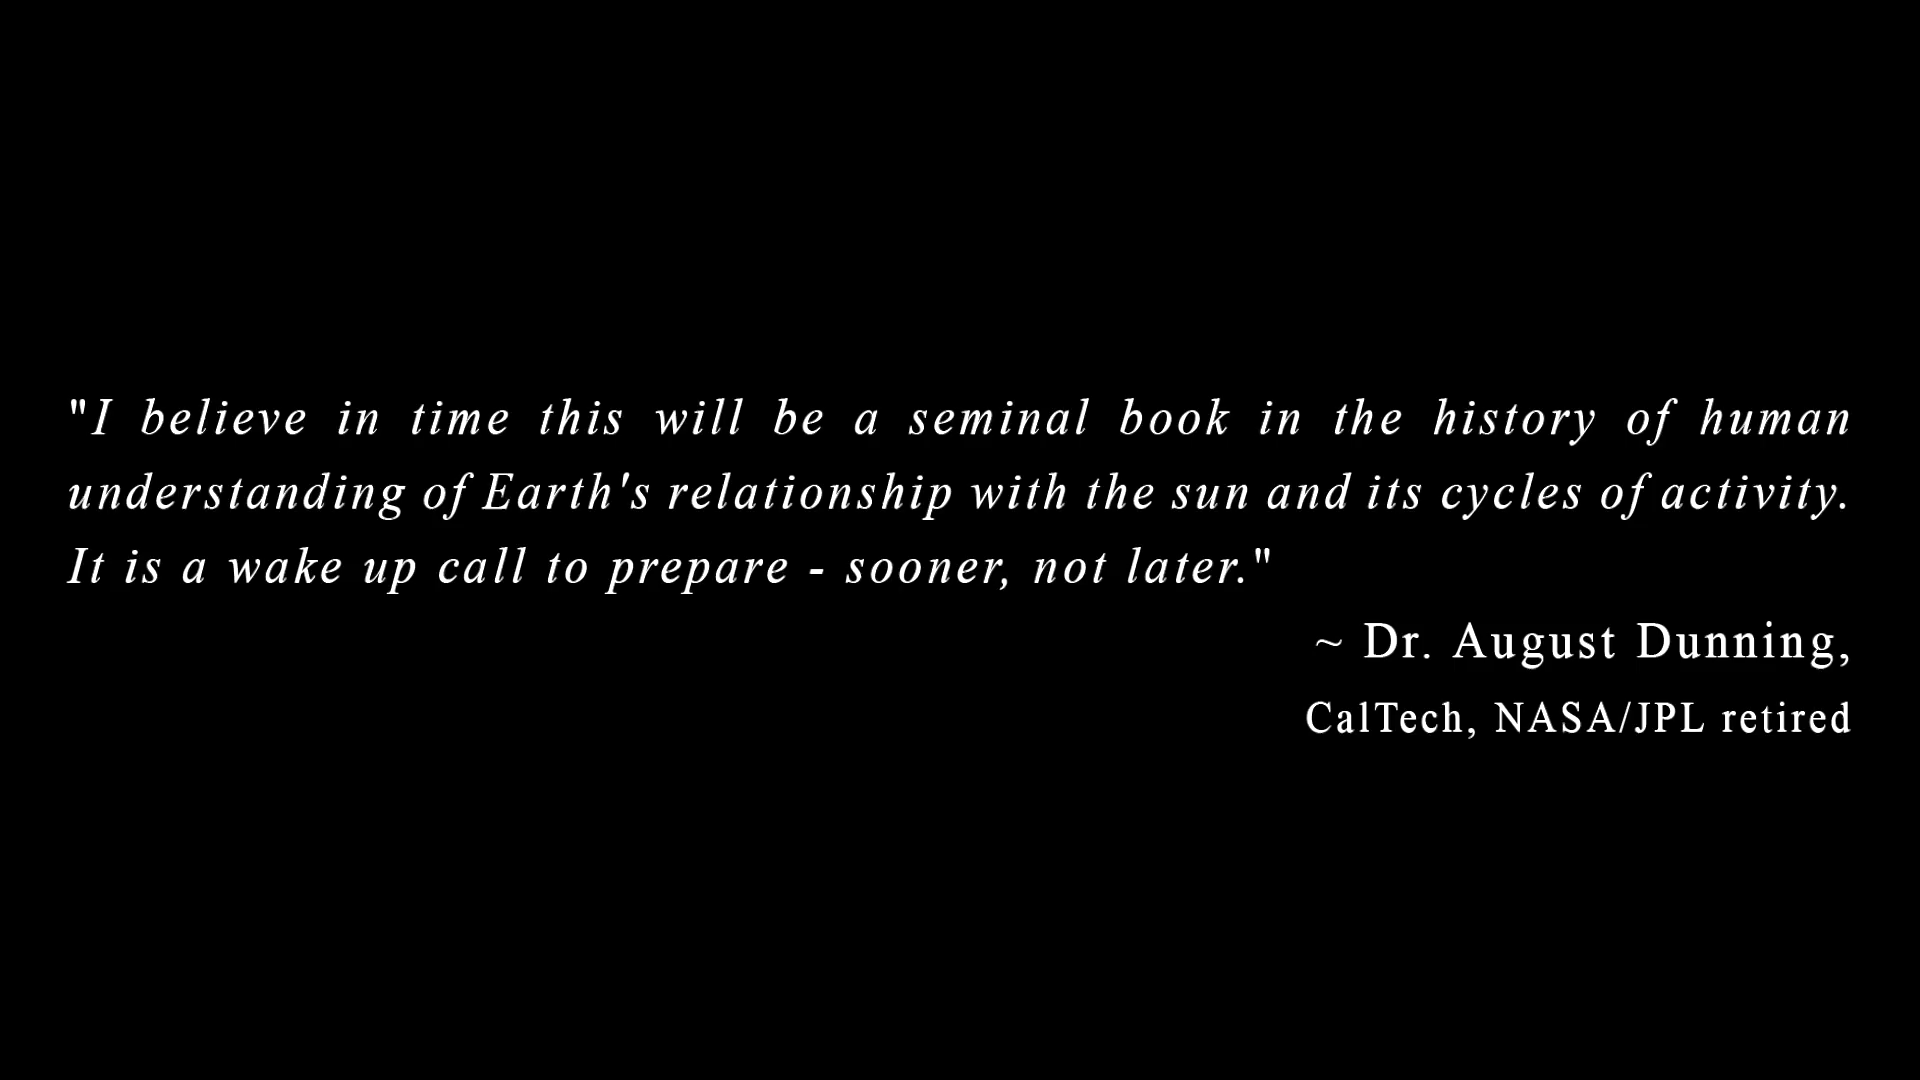 "I believe in time this will be a seminal book in the history of human
understanding of Earth's relationship with the sun and its cycles of activity.
It is a wake up call to prepare - sooner, not later."
~ Dr. August Dunning,
CalTech, NASA/JPL retired